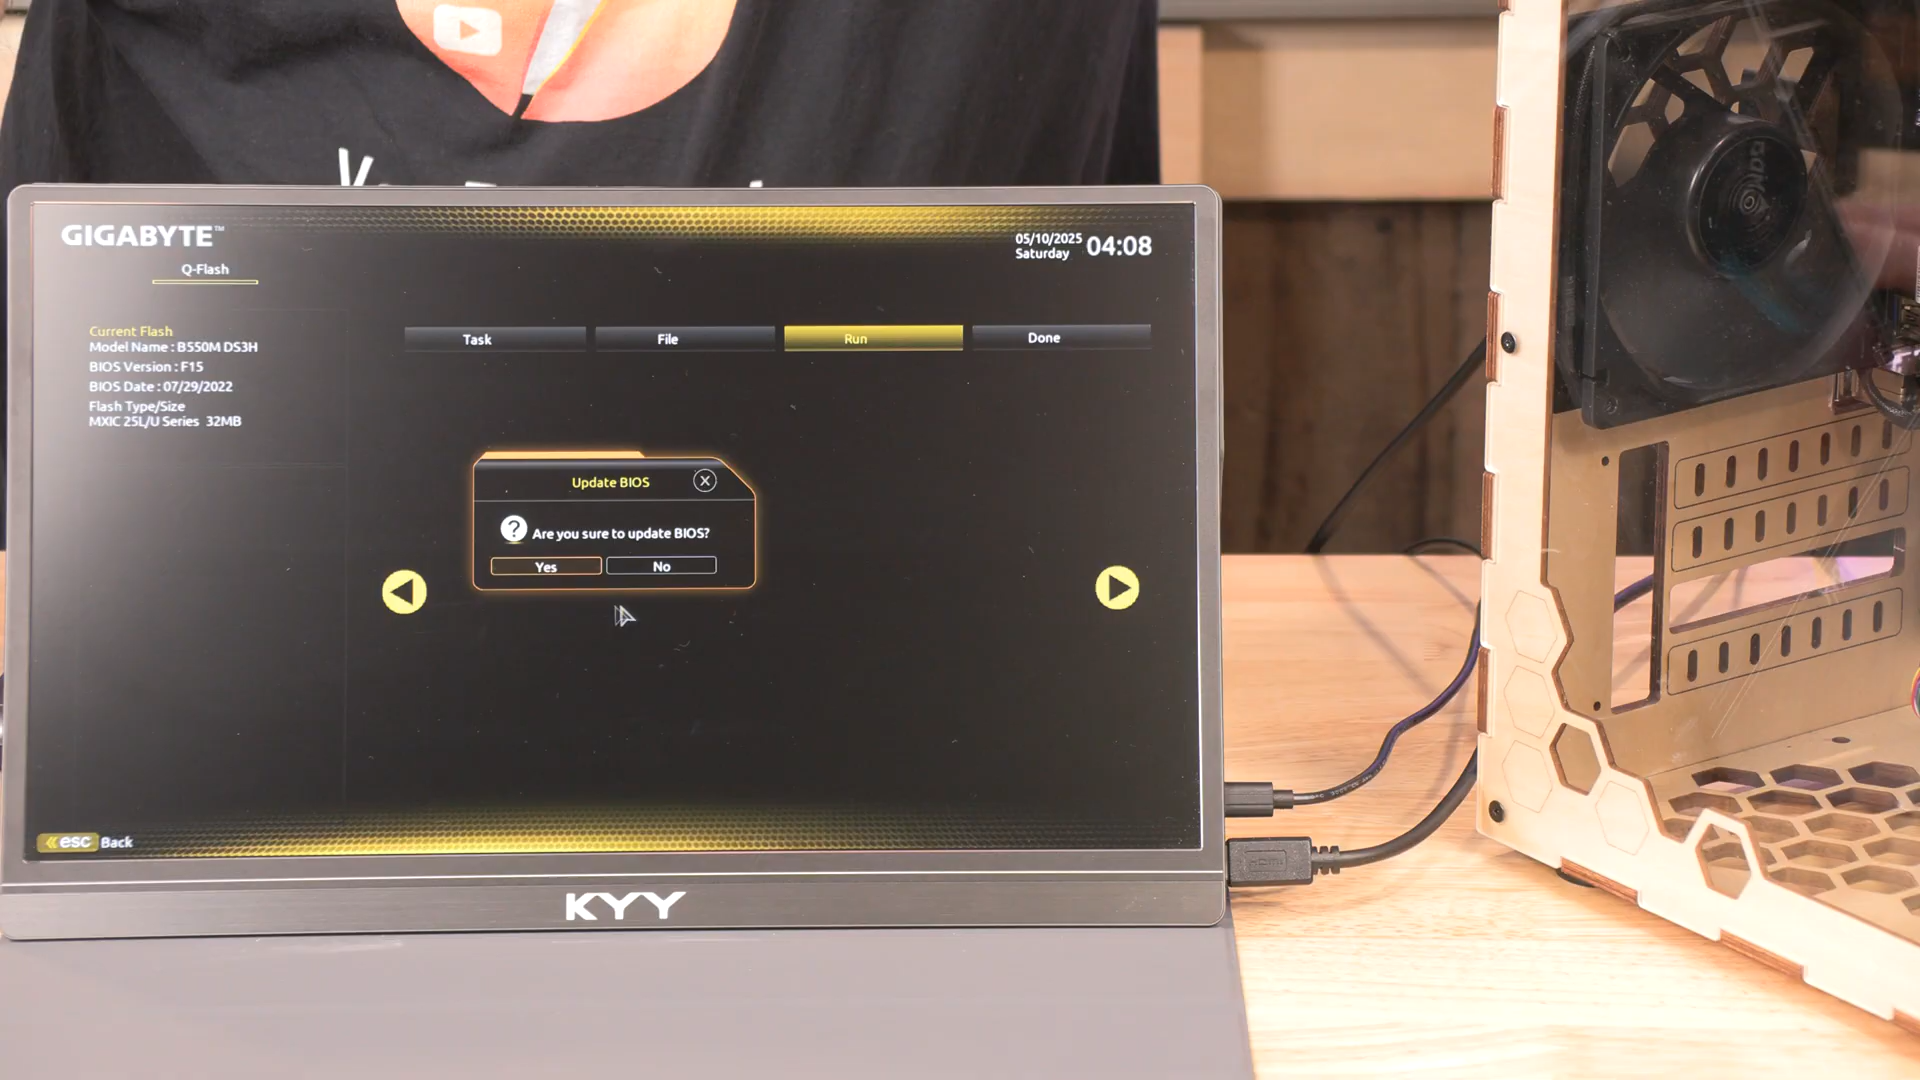 GIGABYTE™
05/10/2025
Saturday
04:08
Q-Flash
Current Flash
Model Name : B550M DS3H
BIOS Version : F15
BIOS Date : 07/29/2022
Flash Type/Size
MXIC 25L/U Series 32MB
Task
File
Run
Done
Update BIOS
Are you sure to update BIOS?
Yes
No
esc Back
KYY
HDMI